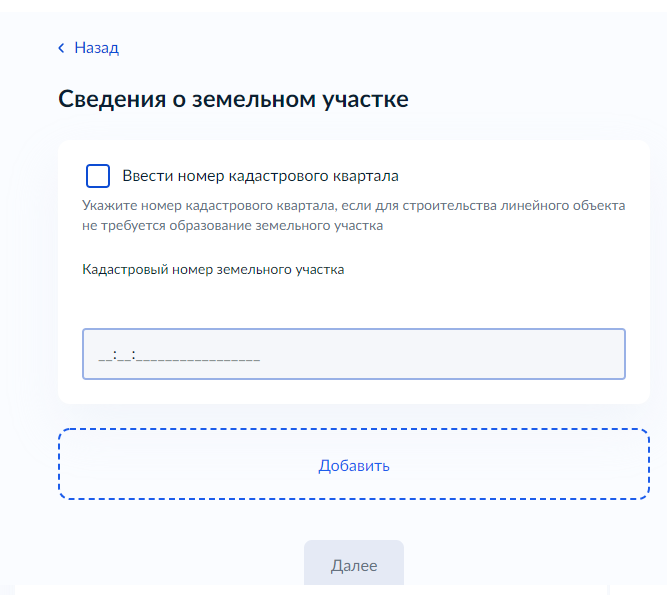 Назад
Сведения о земельном участке
Ввести номер кадастрового квартала
Укажите номер кадастрового квартала, если для строительства линейного объекта
не требуется образование земельного участка
Кадастровый номер земельного участка
__:__:_________________
Добавить
Далее